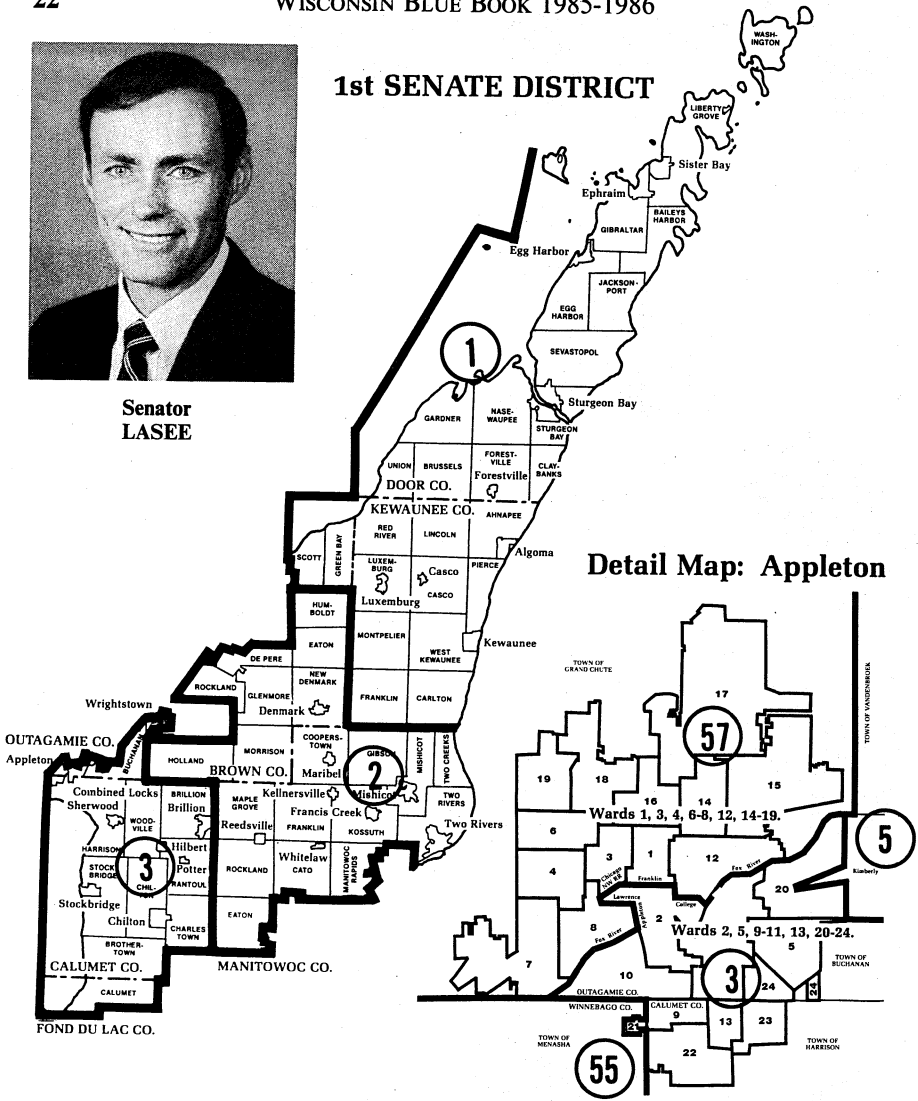 22
WISCONSIN BLUE BOOK 1985-1986
1st SENATE DISTRICT
Senator
LASEE
WASH-
INGTON
LIBERTY
GROVE
Sister Bay
Ephraim
BAILEYS
HARBOR
GIBRALTAR
Egg Harbor
JACKSON-
PORT
EGG
HARBOR
SEVASTOPOL
1
Sturgeon Bay
GARDNER
NASE-
WAUPEE
STURGEON
BAY
UNION
BRUSSELS
FOREST-
VILLE
Forestville
CLAY-
BANKS
DOOR CO.
KEWAUNEE CO.
AHNAPEE
RED
RIVER
LINCOLN
SCOTT
GREEN BAY
Algoma
LUXEM-
BURG
Casco
PIERCE
CASCO
Luxemburg
HUM-
BOLDT
MONTPELIER
Kewaunee
EATON
WEST
KEWAUNEE
DE PERE
NEW
DENMARK
ROCKLAND
GLENMORE
FRANKLIN
CARLTON
Denmark
Wrightstown
COOPERS-
TOWN
GIBSON
MISHICOT
TWO CREEKS
OUTAGAMIE CO.
BUCHANAN
MORRISON
Appleton
HOLLAND
BROWN CO.
Maribel
2
Combined Locks
BRILLION
Kellnersville
Mishicot
Sherwood
Brillion
MAPLE
GROVE
Francis Creek
TWO
RIVERS
WOOD-
VILLE
Reedsville
FRANKLIN
KOSSUTH
Two Rivers
HARRISON
Hilbert
Whitelaw
STOCK
BRIDGE
3
Potter
CATO
MANITOWOC
RAPIDS
CHIL-
TON
RANTOUL
ROCKLAND
Stockbridge
Chilton
EATON
CHARLES
TOWN
BROTHER-
TOWN
CALUMET CO.
MANITOWOC CO.
CALUMET
FOND DU LAC CO.
Detail Map: Appleton
TOWN OF
GRAND CHUTE
TOWN OF VANDENBROEK
17
57
19
18
16
14
15
Wards 1, 3, 4, 6-8, 12, 14-19.
6
5
3
1
12
Fox River
4
Chicago
NW RR
Franklin
Kimberly
20
Lawrence
College
Appleton
8
2
Wards 2, 5, 9-11, 13, 20-24.
Fox River
5
7
TOWN OF
BUCHANAN
10
3
24
24
OUTAGAMIE CO.
WINNEBAGO CO.
CALUMET CO.
9
21
13
23
TOWN OF
MENASHA
TOWN OF
HARRISON
22
55